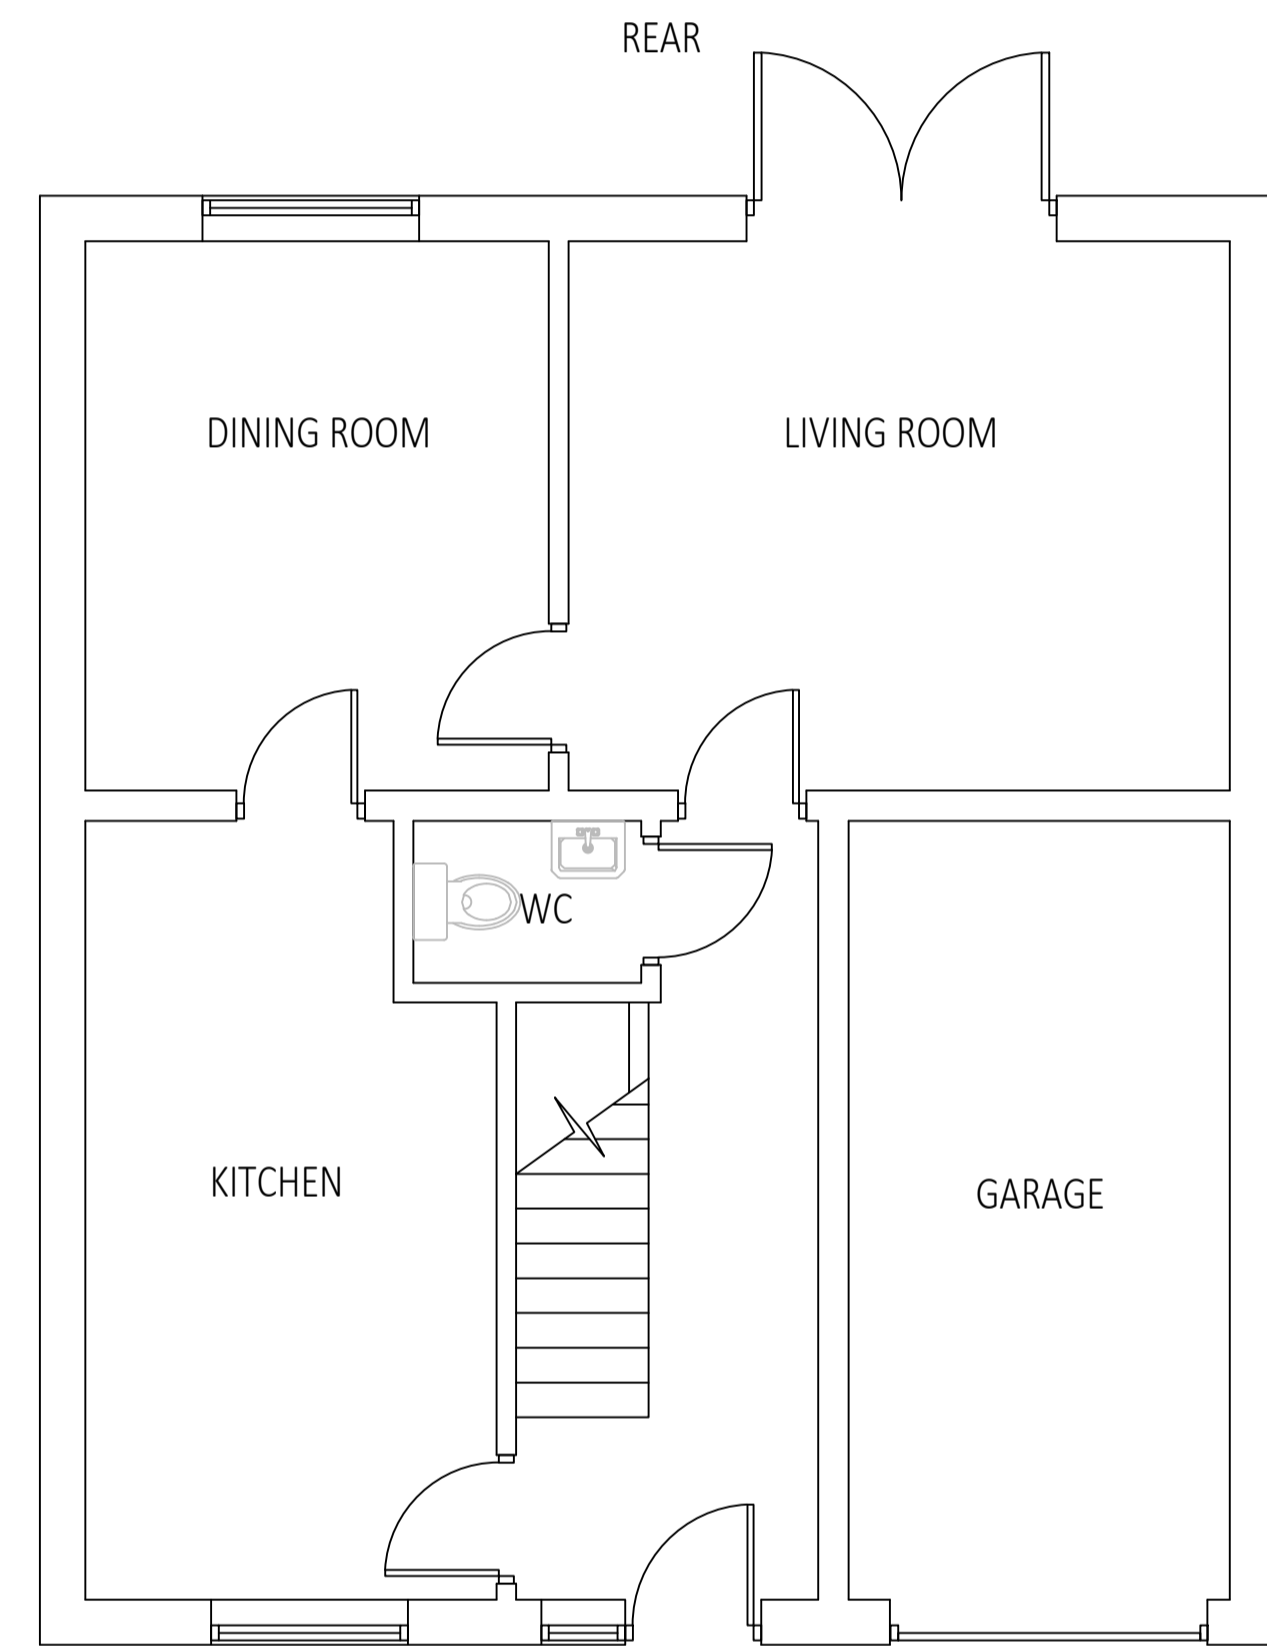 REAR
DINING ROOM
LIVING ROOM
WC
KITCHEN
GARAGE